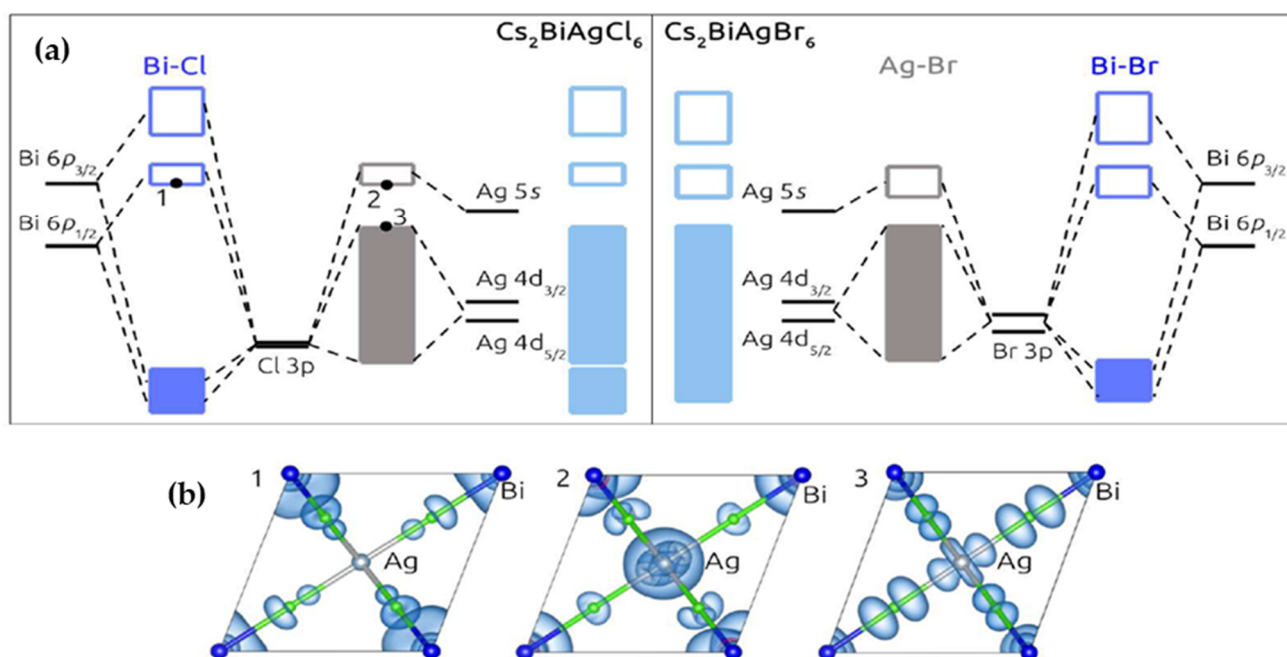 (a)
Cs₂BiAgCl₆
Cs₂BiAgBr₆
Bi-Cl
Ag-Br
Bi-Br
Bi 6p₃/₂
Bi 6p₁/₂
1
2
3
Ag 5s
Ag 4d₃/₂
Ag 4d₅/₂
Cl 3p
Ag 5s
Ag 4d₃/₂
Ag 4d₅/₂
Br 3p
Bi 6p₃/₂
Bi 6p₁/₂
(b)
1
Bi
Ag
2
Bi
Ag
3
Bi
Ag